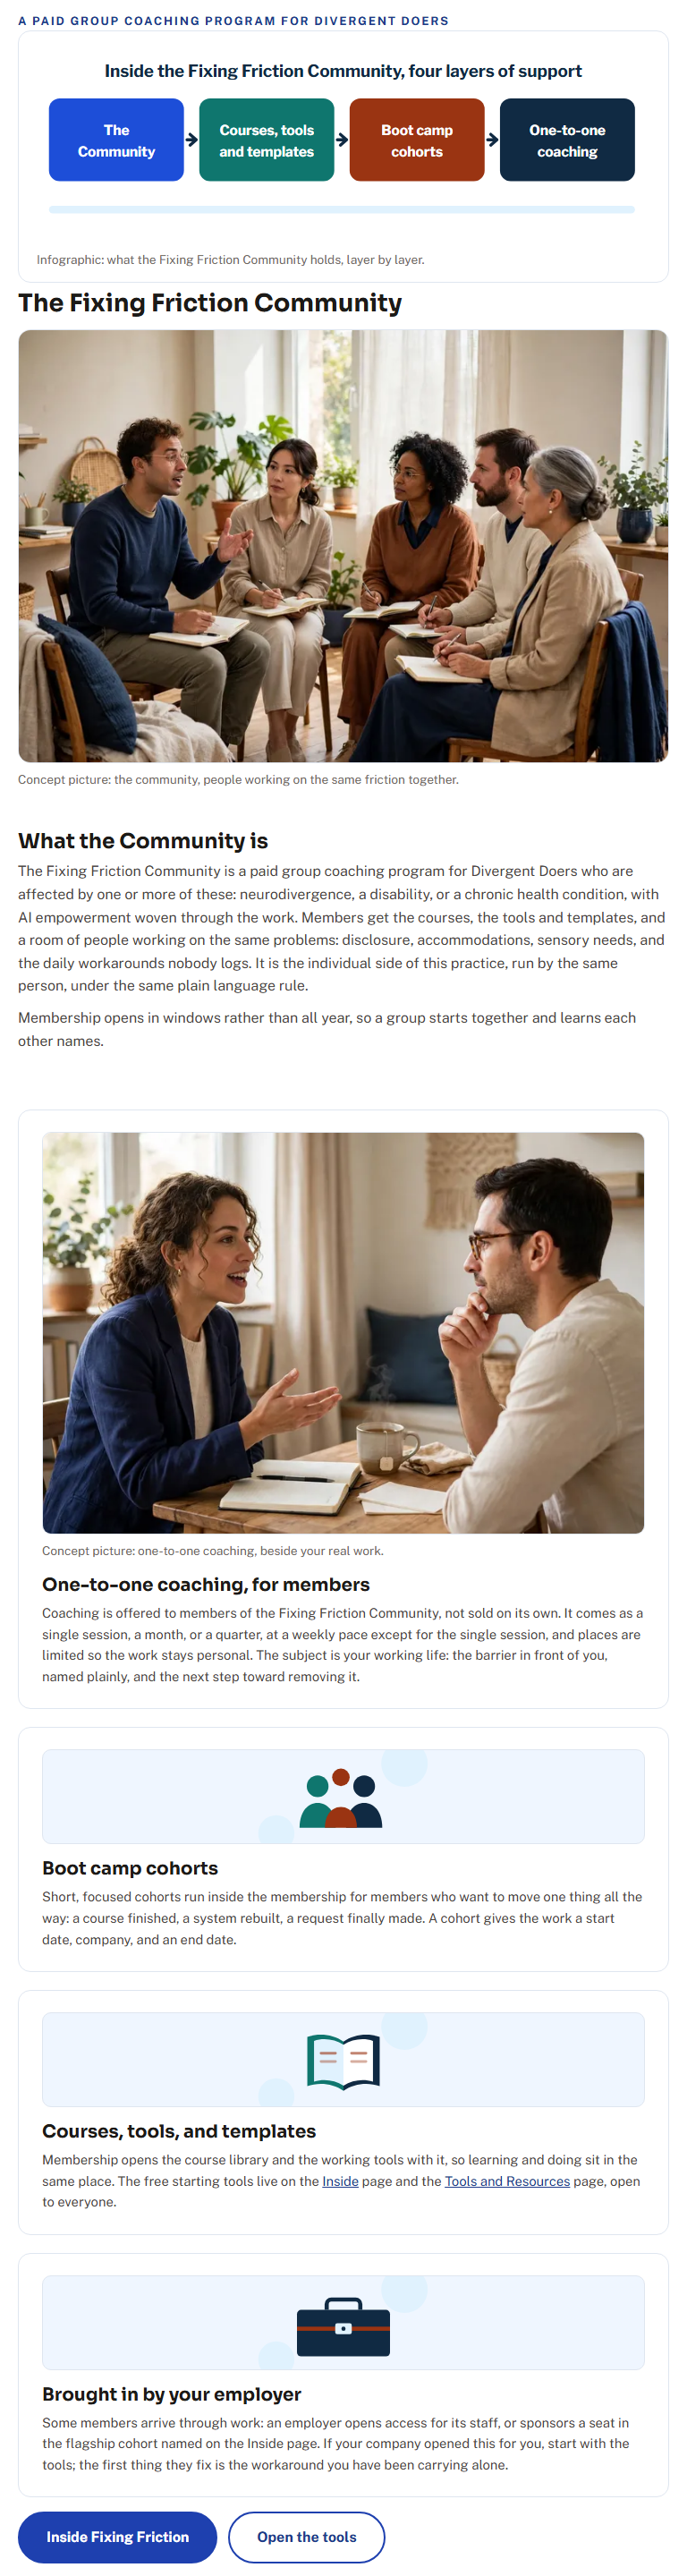 A PAID GROUP COACHING PROGRAM FOR DIVERGENT DOERS
Inside the Fixing Friction Community, four layers of support
The
Community
Courses, tools
and templates
Boot camp
cohorts
One-to-one
coaching
Infographic: what the Fixing Friction Community holds, layer by layer.
The Fixing Friction Community
Concept picture: the community, people working on the same friction together.
What the Community is
The Fixing Friction Community is a paid group coaching program for Divergent Doers who are
affected by one or more of these: neurodivergence, a disability, or a chronic health condition, with
AI empowerment woven through the work. Members get the courses, the tools and templates, and
a room of people working on the same problems: disclosure, accommodations, sensory needs, and
the daily workarounds nobody logs. It is the individual side of this practice, run by the same
person, under the same plain language rule.
Membership opens in windows rather than all year, so a group starts together and learns each
other names.
Concept picture: one-to-one coaching, beside your real work.
One-to-one coaching, for members
Coaching is offered to members of the Fixing Friction Community, not sold on its own. It comes as a
single session, a month, or a quarter, at a weekly pace except for the single session, and places are
limited so the work stays personal. The subject is your working life: the barrier in front of you,
named plainly, and the next step toward removing it.
Boot camp cohorts
Short, focused cohorts run inside the membership for members who want to move one thing all the
way: a course finished, a system rebuilt, a request finally made. A cohort gives the work a start
date, company, and an end date.
Courses, tools, and templates
Membership opens the course library and the working tools with it, so learning and doing sit in the
same place. The free starting tools live on the Inside page and the Tools and Resources page, open
to everyone.
Brought in by your employer
Some members arrive through work: an employer opens access for its staff, or sponsors a seat in
the flagship cohort named on the Inside page. If your company opened this for you, start with the
tools; the first thing they fix is the workaround you have been carrying alone.
Inside Fixing Friction
Open the tools